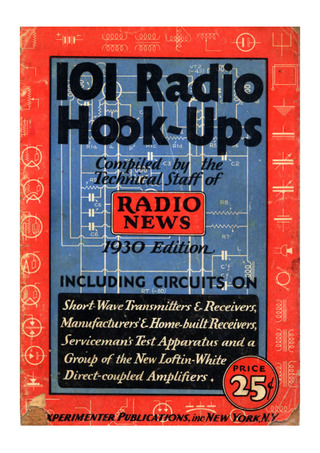 101 Radio
Hook-Ups
Compiled by the
Technical Staff of
RADIO
NEWS
1930 Edition
INCLUDING CIRCUITS ON
Short-Wave Transmitters & Receivers,
Manufacturers' & Home-built Receivers,
Serviceman's Test Apparatus and a
Group of the New Loftin-White
Direct-coupled Amplifiers.
PRICE
25¢
EXPERIMENTER PUBLICATIONS, INC NEW YORK, N.Y.